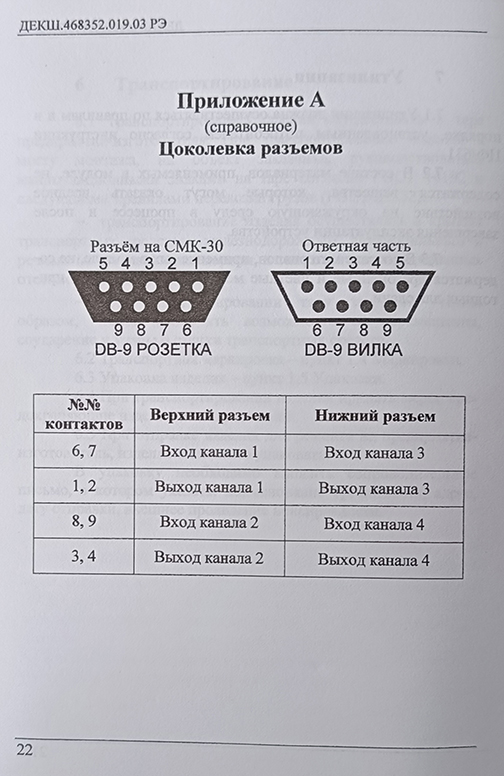 ДЕКШ.468352.019.03 РЭ
Приложение А
(справочное)
Цоколевка разъемов
Разъём на СМК-30 Ответная часть
5 4 3 2 1 1 2 3 4 5
9 8 7 6 6 7 8 9
DB-9 РОЗЕТКА DB-9 ВИЛКА
№№ контактов Верхний разъем Нижний разъем
6, 7 Вход канала 1 Вход канала 3
1, 2 Выход канала 1 Выход канала 3
8, 9 Вход канала 2 Вход канала 4
3, 4 Выход канала 2 Выход канала 4
22